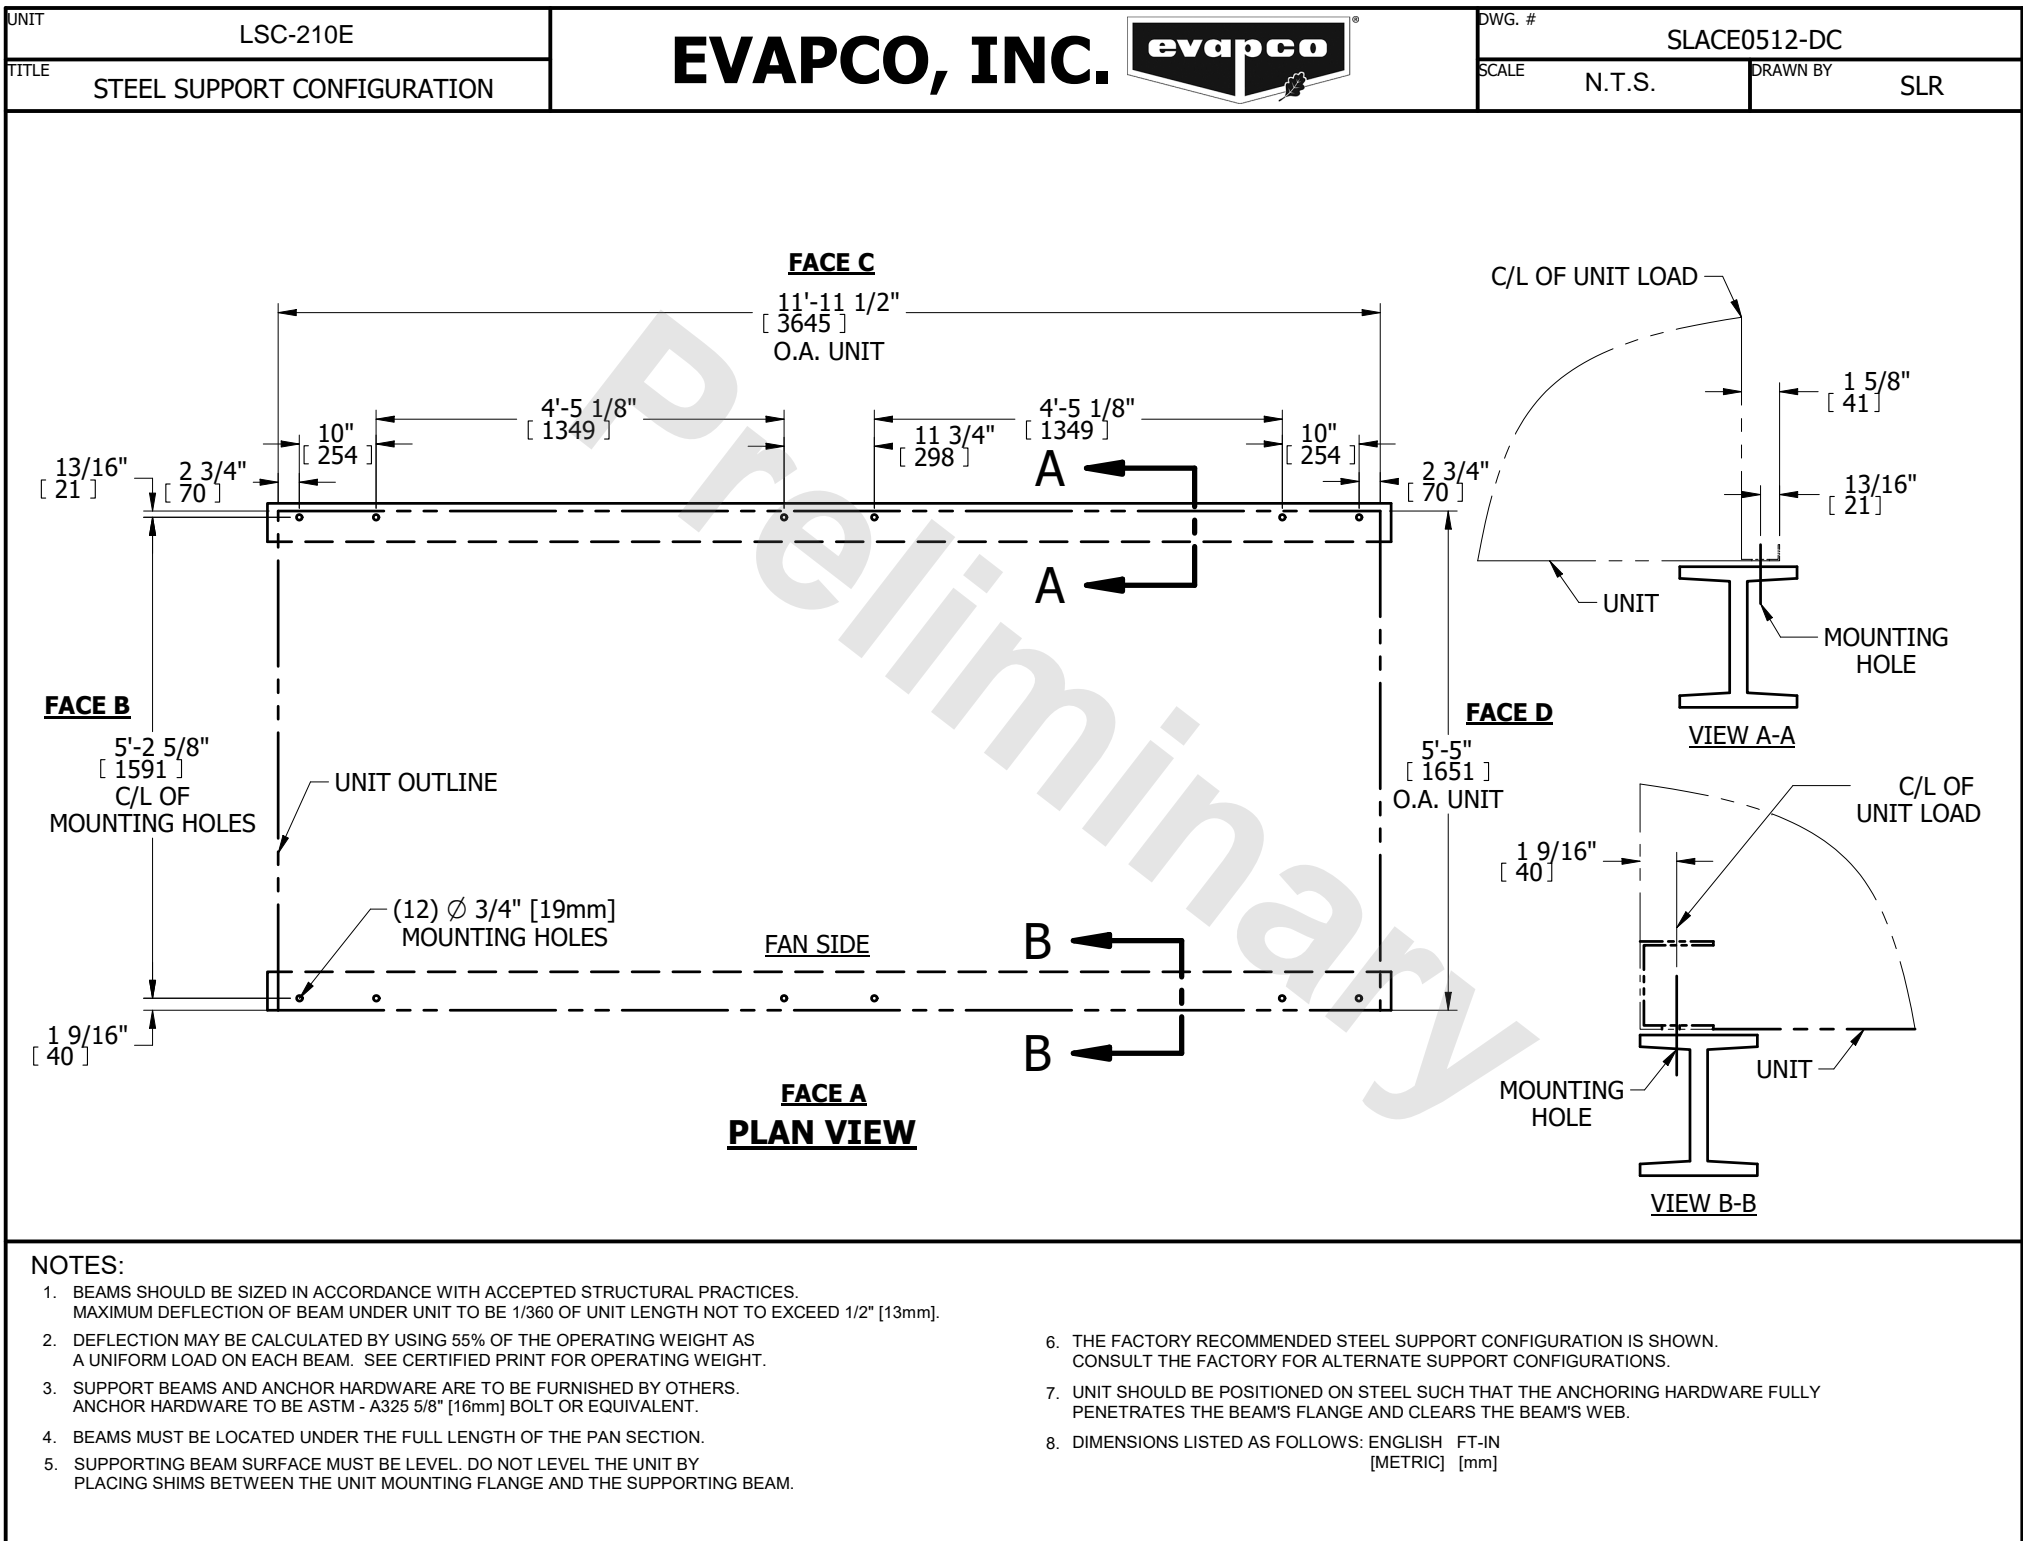 UNIT
LSC-210E
TITLE
STEEL SUPPORT CONFIGURATION
EVAPCO, INC.
evapco
®
DWG. #
SLACE0512-DC
SCALE
N.T.S.
DRAWN BY
SLR
FACE C
11'-11 1/2"
[ 3645 ]
O.A. UNIT
4'-5 1/8"
[ 1349 ]
4'-5 1/8"
[ 1349 ]
10"
[ 254 ]
11 3/4"
[ 298 ]
10"
[ 254 ]
13/16"
[ 21 ]
2 3/4"
[ 70 ]
2 3/4"
[ 70 ]
A
A
FACE B
5'-2 5/8"
[ 1591 ]
C/L OF
MOUNTING HOLES
UNIT OUTLINE
FACE D
5'-5"
[ 1651 ]
O.A. UNIT
(12) Ø 3/4" [19mm]
MOUNTING HOLES
FAN SIDE
B
B
1 9/16"
[ 40 ]
FACE A
PLAN VIEW
Preliminary
C/L OF UNIT LOAD
1 5/8"
[ 41 ]
13/16"
[ 21 ]
UNIT
MOUNTING
HOLE
VIEW A-A
C/L OF
UNIT LOAD
1 9/16"
[ 40 ]
UNIT
MOUNTING
HOLE
VIEW B-B
NOTES:
1. BEAMS SHOULD BE SIZED IN ACCORDANCE WITH ACCEPTED STRUCTURAL PRACTICES.
MAXIMUM DEFLECTION OF BEAM UNDER UNIT TO BE 1/360 OF UNIT LENGTH NOT TO EXCEED 1/2" [13mm].
2. DEFLECTION MAY BE CALCULATED BY USING 55% OF THE OPERATING WEIGHT AS
A UNIFORM LOAD ON EACH BEAM. SEE CERTIFIED PRINT FOR OPERATING WEIGHT.
3. SUPPORT BEAMS AND ANCHOR HARDWARE ARE TO BE FURNISHED BY OTHERS.
ANCHOR HARDWARE TO BE ASTM - A325 5/8" [16mm] BOLT OR EQUIVALENT.
4. BEAMS MUST BE LOCATED UNDER THE FULL LENGTH OF THE PAN SECTION.
5. SUPPORTING BEAM SURFACE MUST BE LEVEL. DO NOT LEVEL THE UNIT BY
PLACING SHIMS BETWEEN THE UNIT MOUNTING FLANGE AND THE SUPPORTING BEAM.
6. THE FACTORY RECOMMENDED STEEL SUPPORT CONFIGURATION IS SHOWN.
CONSULT THE FACTORY FOR ALTERNATE SUPPORT CONFIGURATIONS.
7. UNIT SHOULD BE POSITIONED ON STEEL SUCH THAT THE ANCHORING HARDWARE FULLY
PENETRATES THE BEAM'S FLANGE AND CLEARS THE BEAM'S WEB.
8. DIMENSIONS LISTED AS FOLLOWS: ENGLISH FT-IN
[METRIC] [mm]